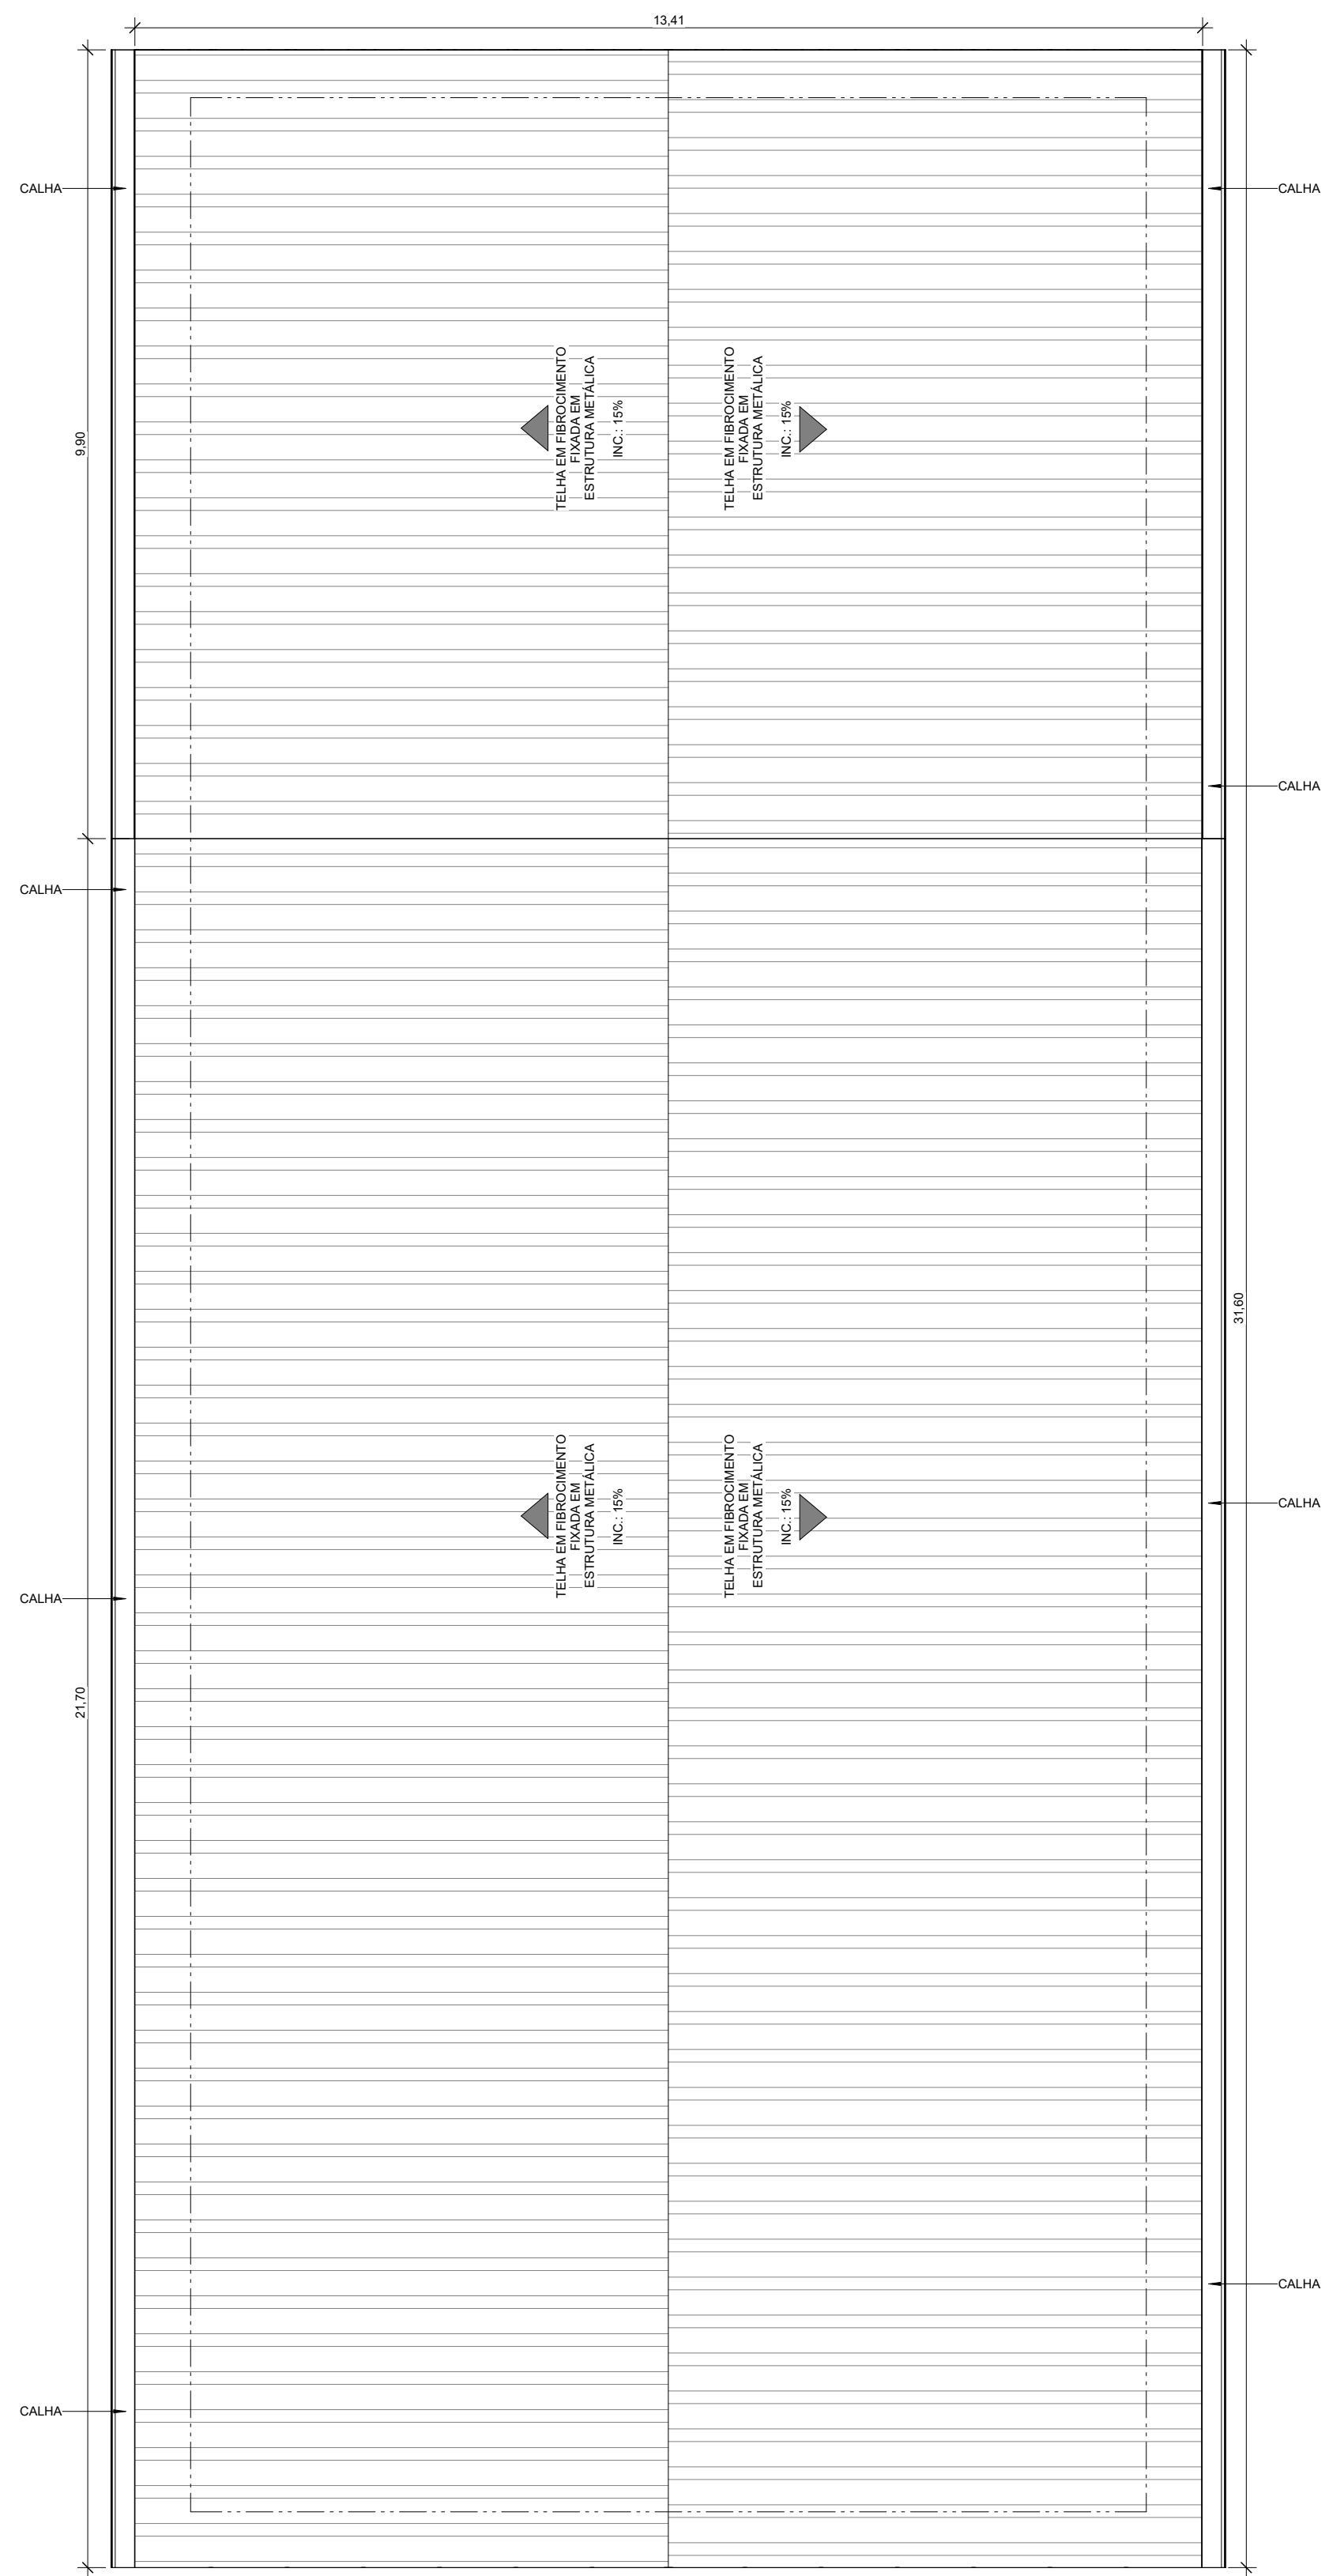 13,41
CALHA
CALHA
9,90
TELHA EM FIBROCIMENTO
FIXADA EM
ESTRUTURA METÁLICA
INC.: 15%
TELHA EM FIBROCIMENTO
FIXADA EM
ESTRUTURA METÁLICA
INC.: 15%
CALHA
CALHA
31,60
TELHA EM FIBROCIMENTO
FIXADA EM
ESTRUTURA METÁLICA
INC.: 15%
TELHA EM FIBROCIMENTO
FIXADA EM
ESTRUTURA METÁLICA
INC.: 15%
CALHA
CALHA
21,70
CALHA
CALHA